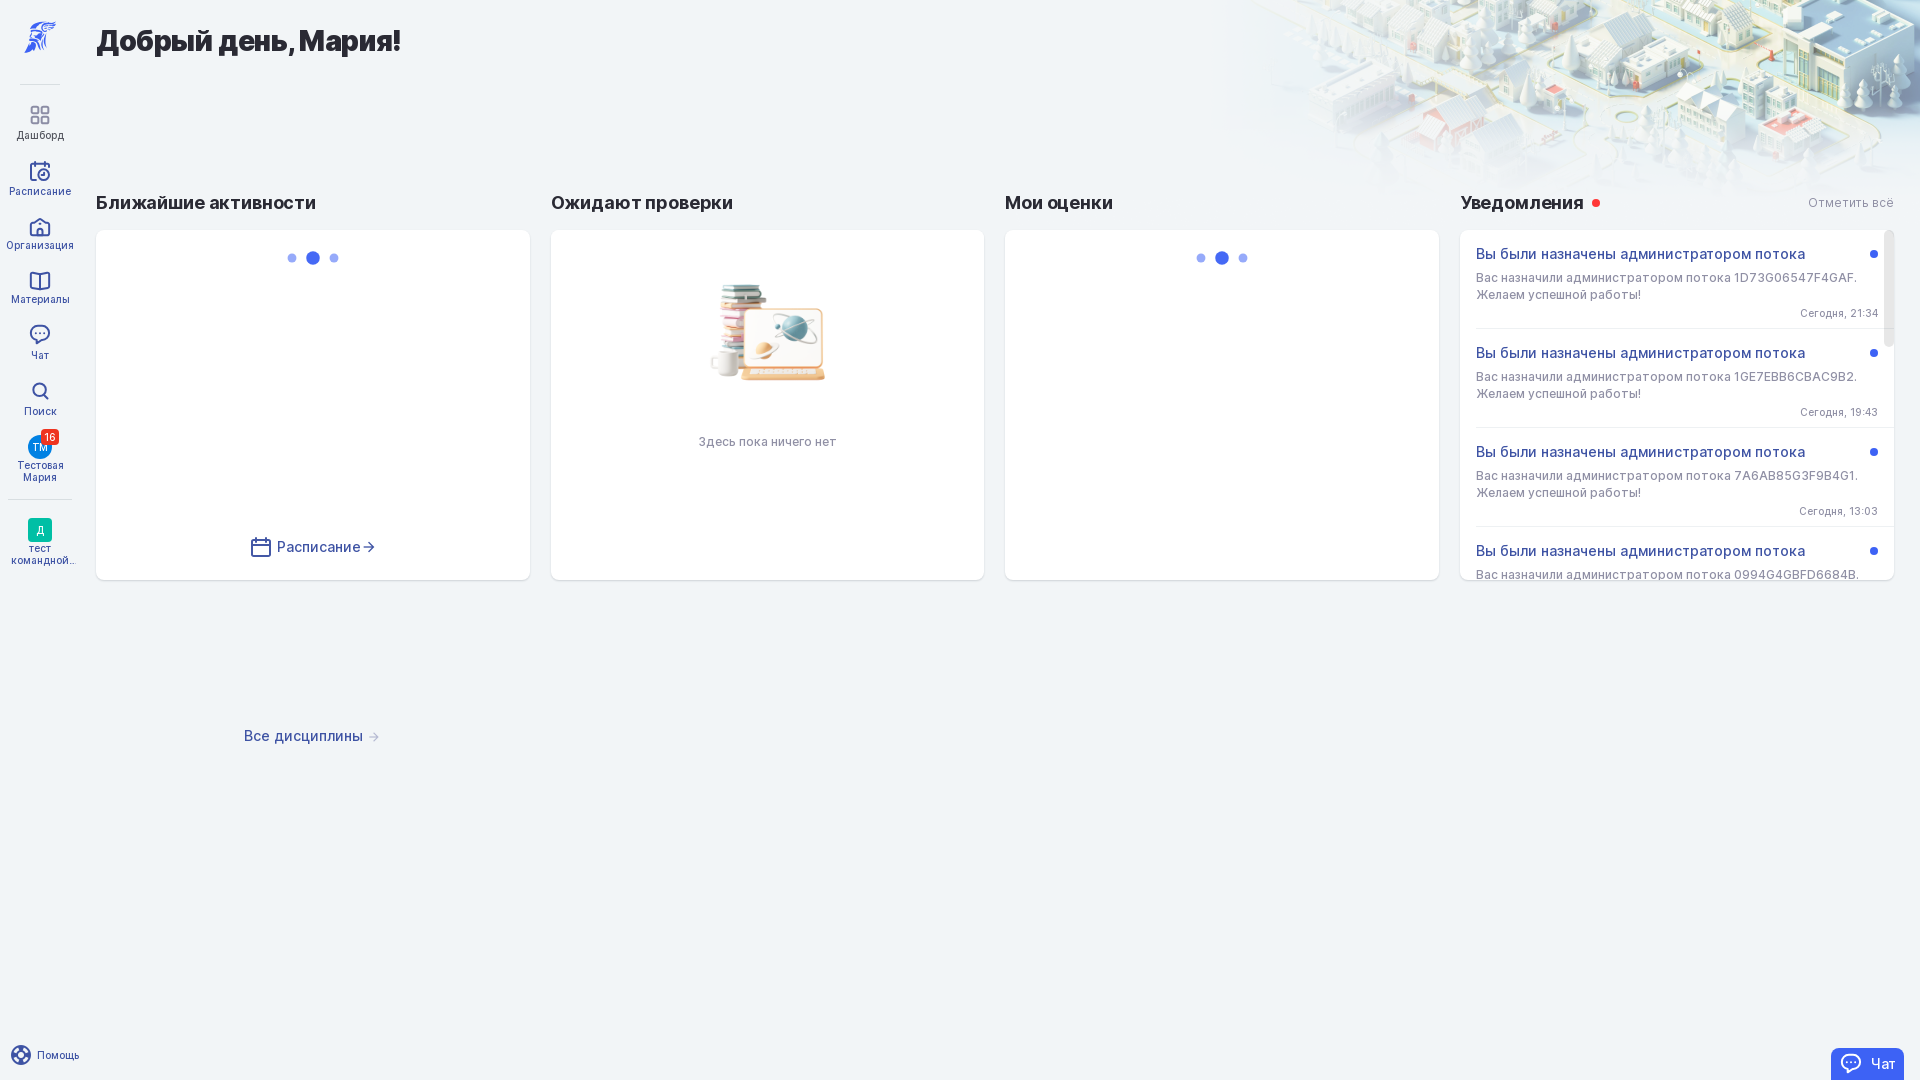 Добрый день, Мария!
Дашборд
Расписание
Организация
Материалы
Чат
Поиск
ТМ
16
Тестовая
Мария
Д
тест
командной...
Помощь
Ближайшие активности
Расписание
Ожидают проверки
Здесь пока ничего нет
Мои оценки
Уведомления
Отметить всё
Вы были назначены администратором потока
Вас назначили администратором потока 1D73G06547F4GAF.
Желаем успешной работы!
Сегодня, 21:34
Вы были назначены администратором потока
Вас назначили администратором потока 1GE7EBB6CBAC9B2.
Желаем успешной работы!
Сегодня, 19:43
Вы были назначены администратором потока
Вас назначили администратором потока 7A6AB85G3F9B4G1.
Желаем успешной работы!
Сегодня, 13:03
Вы были назначены администратором потока
Вас назначили администратором потока 0994G4GBFD6684B.
Все дисциплины
Чат